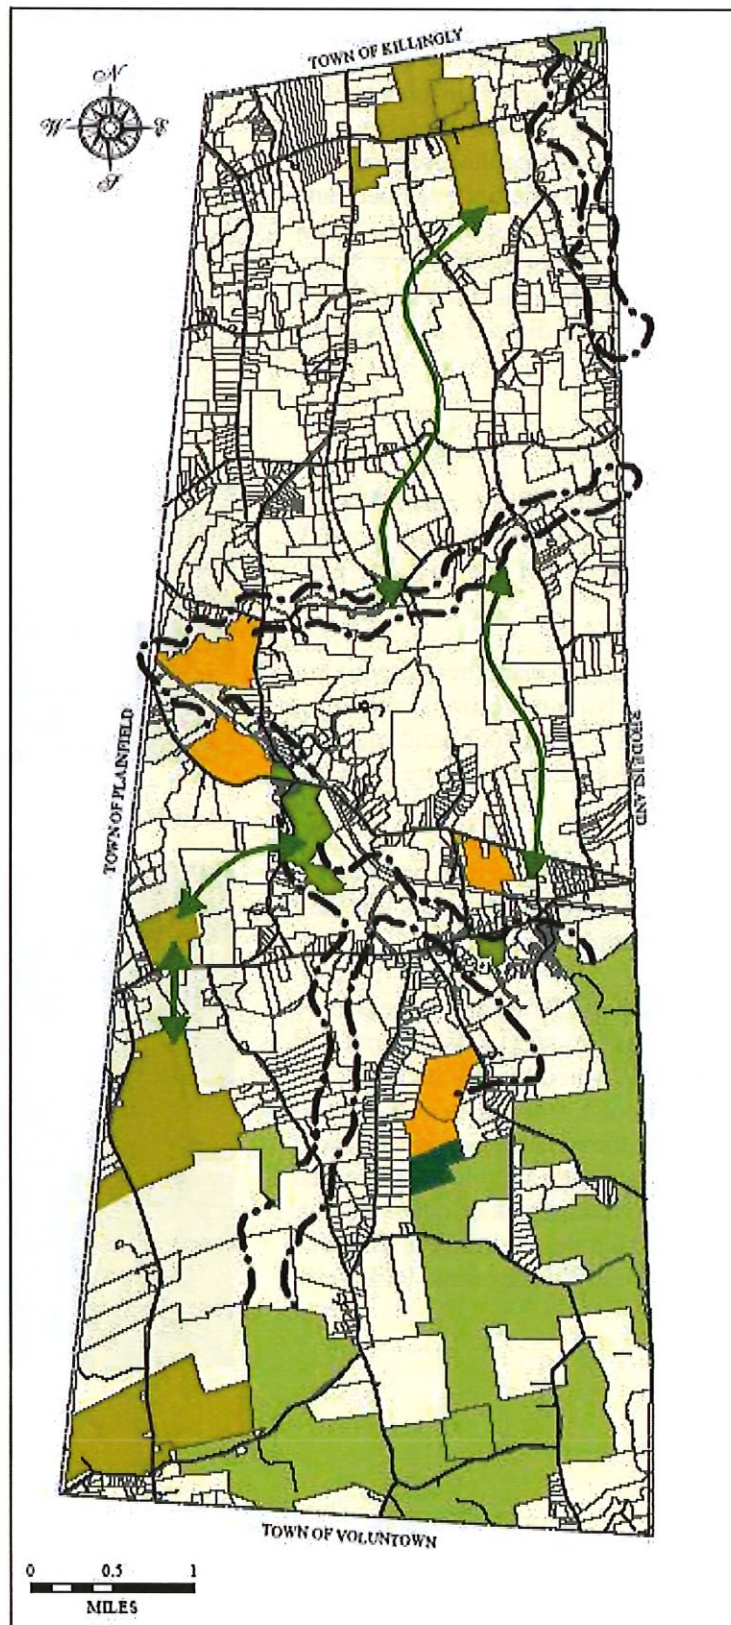 TOWN OF KILLINGLY
N
W
E
S
TOWN OF PLAINFIELD
RHODE ISLAND
TOWN OF VOLUNTOWN
0
0.5
1
MILES